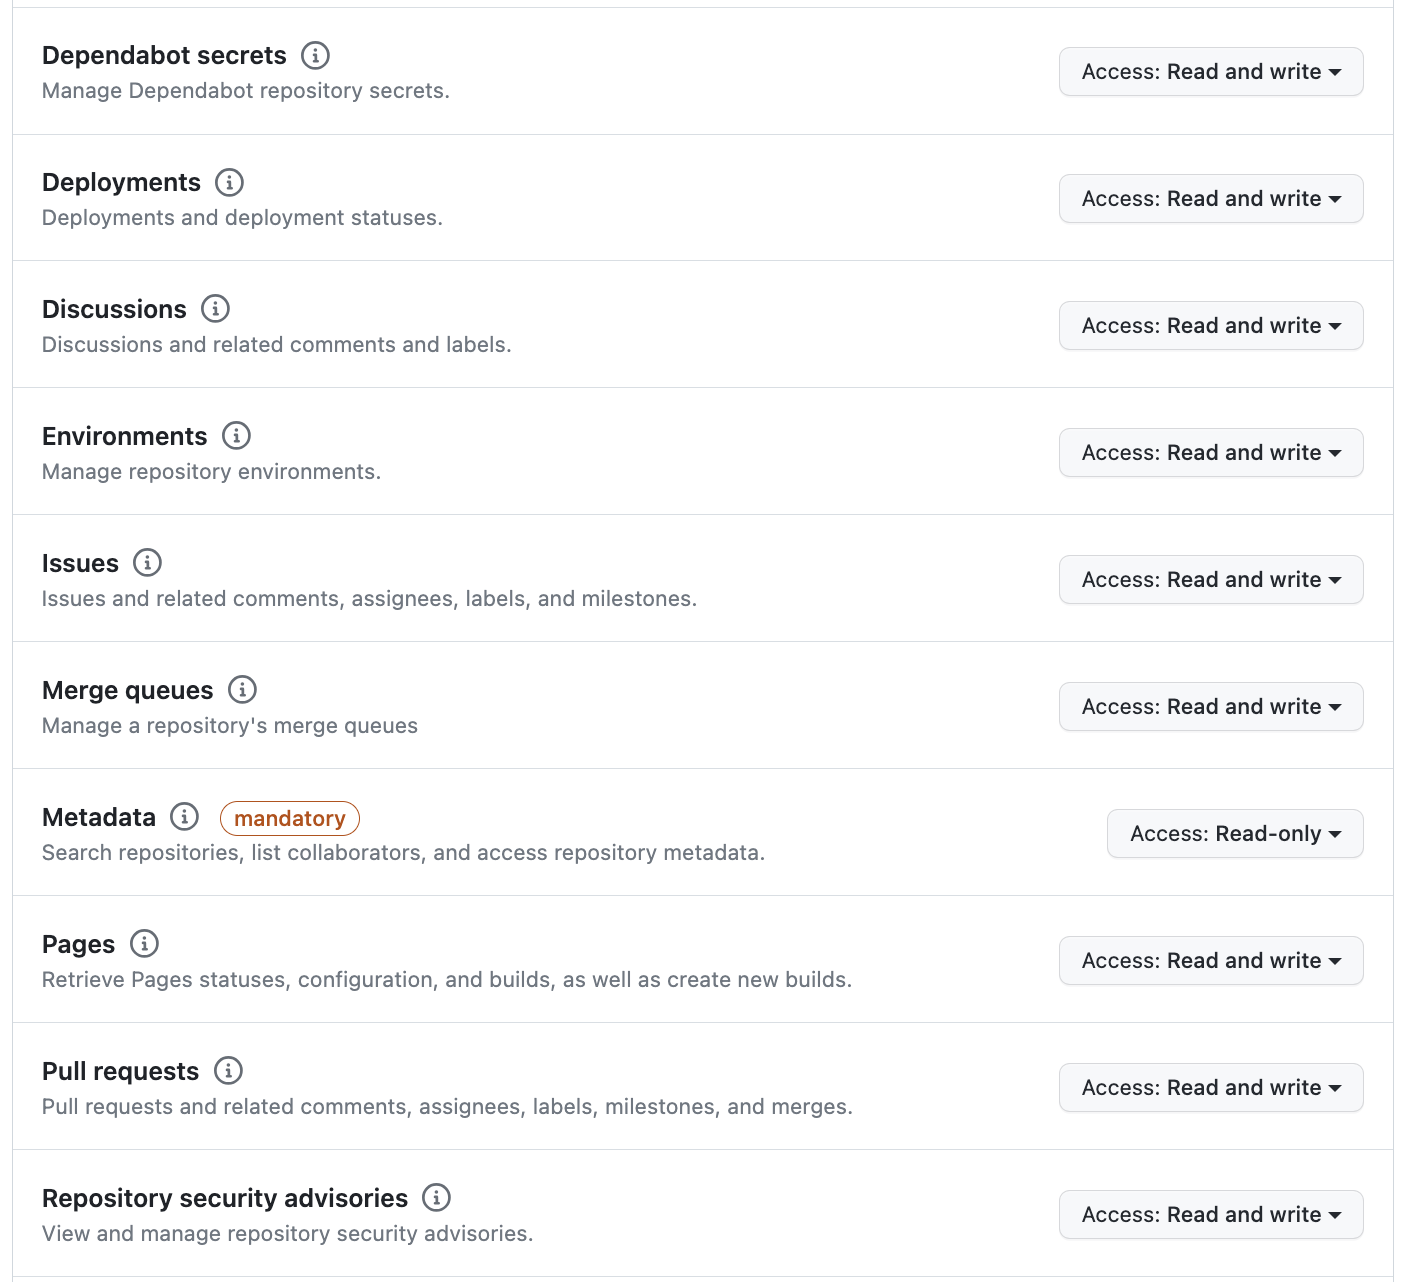 Dependabot secrets
Manage Dependabot repository secrets.
Access: Read and write
Deployments
Deployments and deployment statuses.
Access: Read and write
Discussions
Discussions and related comments and labels.
Access: Read and write
Environments
Manage repository environments.
Access: Read and write
Issues
Issues and related comments, assignees, labels, and milestones.
Access: Read and write
Merge queues
Manage a repository's merge queues
Access: Read and write
Metadata mandatory
Search repositories, list collaborators, and access repository metadata.
Access: Read-only
Pages
Retrieve Pages statuses, configuration, and builds, as well as create new builds.
Access: Read and write
Pull requests
Pull requests and related comments, assignees, labels, milestones, and merges.
Access: Read and write
Repository security advisories
View and manage repository security advisories.
Access: Read and write